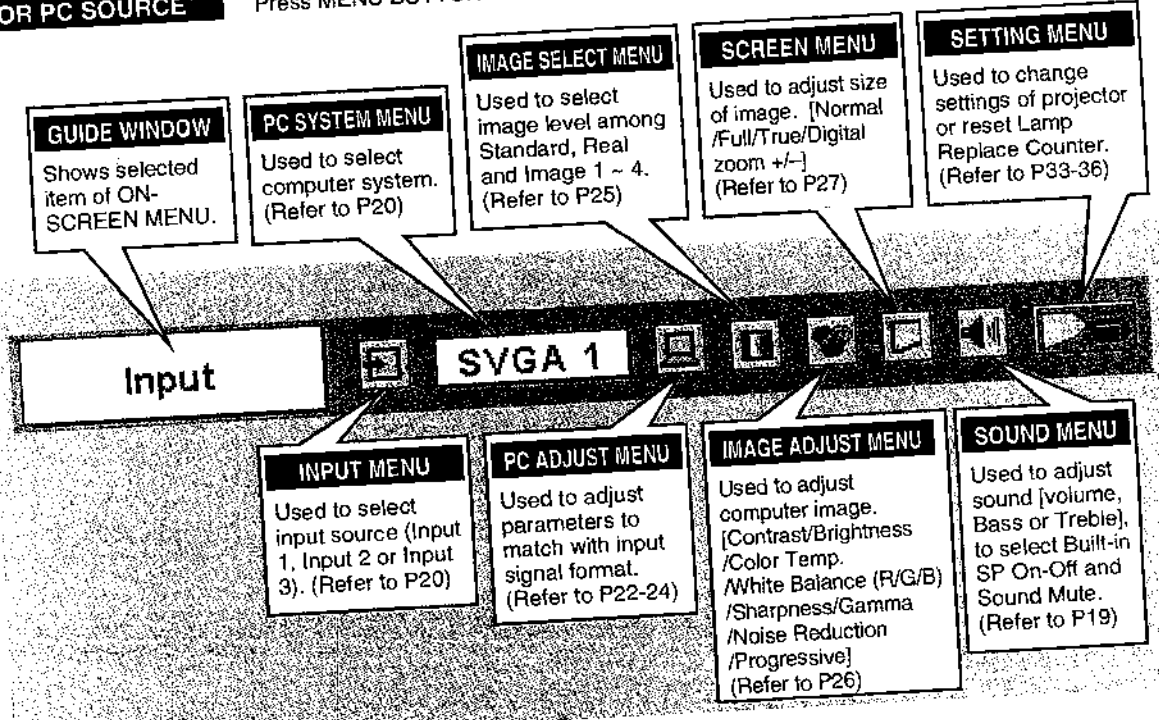 OR PC SOURCE
Press MENU
GUIDE WINDOW
Shows selected
item of ON-
SCREEN MENU.
PC SYSTEM MENU
Used to select
computer system.
(Refer to P20)
IMAGE SELECT MENU
Used to select
image level among
Standard, Real
and Image 1 ~ 4.
(Refer to P25)
SCREEN MENU
Used to adjust size
of image. [Normal
/Full/True/Digital
zoom +/–]
(Refer to P27)
SETTING MENU
Used to change
settings of projector
or reset Lamp
Replace Counter.
(Refer to P33-36)
Input
SVGA 1
INPUT MENU
Used to select
input source (Input
1, Input 2 or Input
3). (Refer to P20)
PC ADJUST MENU
Used to adjust
parameters to
match with input
signal format.
(Refer to P22-24)
IMAGE ADJUST MENU
Used to adjust
computer image.
[Contrast/Brightness
/Color Temp.
/White Balance (R/G/B)
/Sharpness/Gamma
/Noise Reduction
/Progressive]
(Refer to P26)
SOUND MENU
Used to adjust
sound [volume,
Bass or Treble],
to select Built-in
SP On-Off and
Sound Mute.
(Refer to P19)